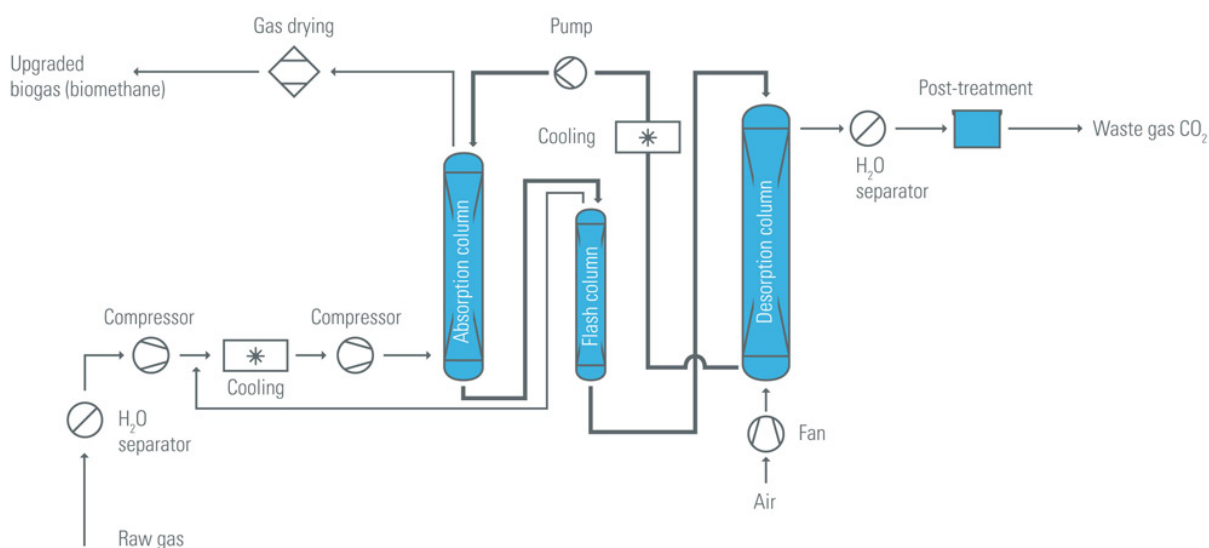 Gas drying
Pump
Upgraded
biogas (biomethane)
Cooling
Post-treatment
Waste gas CO₂
H₂O
separator
Absorption column
Flash column
Desorption column
Compressor
Compressor
Cooling
H₂O
separator
Fan
Air
Raw gas